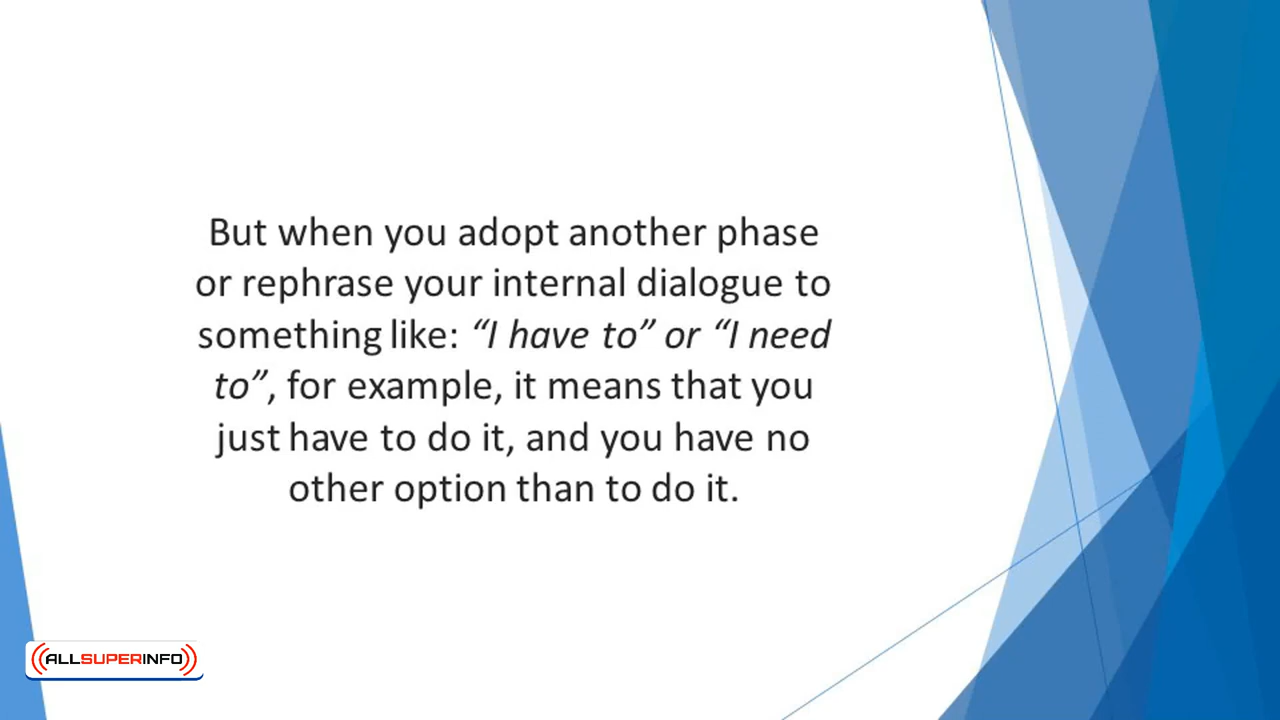 But when you adopt another phase
or rephrase your internal dialogue to
something like: “I have to” or “I need
to”, for example, it means that you
just have to do it, and you have no
other option than to do it.
ALLSUPERINFO